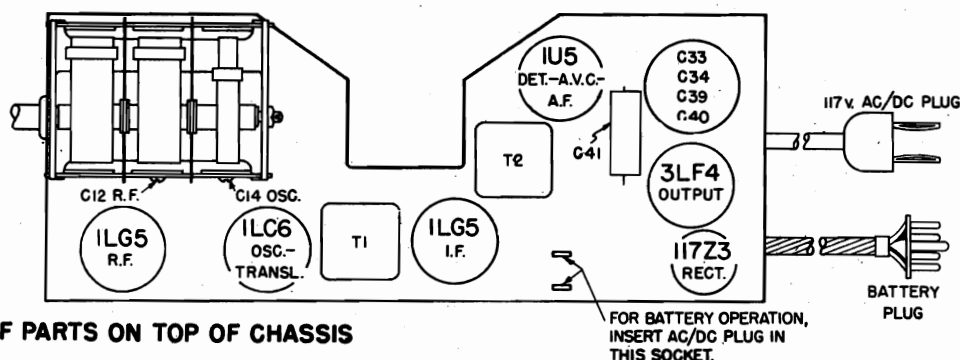 1U5
DET.-A.V.C.-
A.F.
C33
C34
C39
C40
117 v. AC/DC PLUG
C41
T2
3LF4
OUTPUT
C12 R.F.
C14 OSC.
1LG5
R.F.
1LC6
OSC.-
TRANSL.
T1
1LG5
I.F.
117Z3
RECT.
BATTERY
PLUG
FOR BATTERY OPERATION,
INSERT AC/DC PLUG IN
THIS SOCKET.
F PARTS ON TOP OF CHASSIS